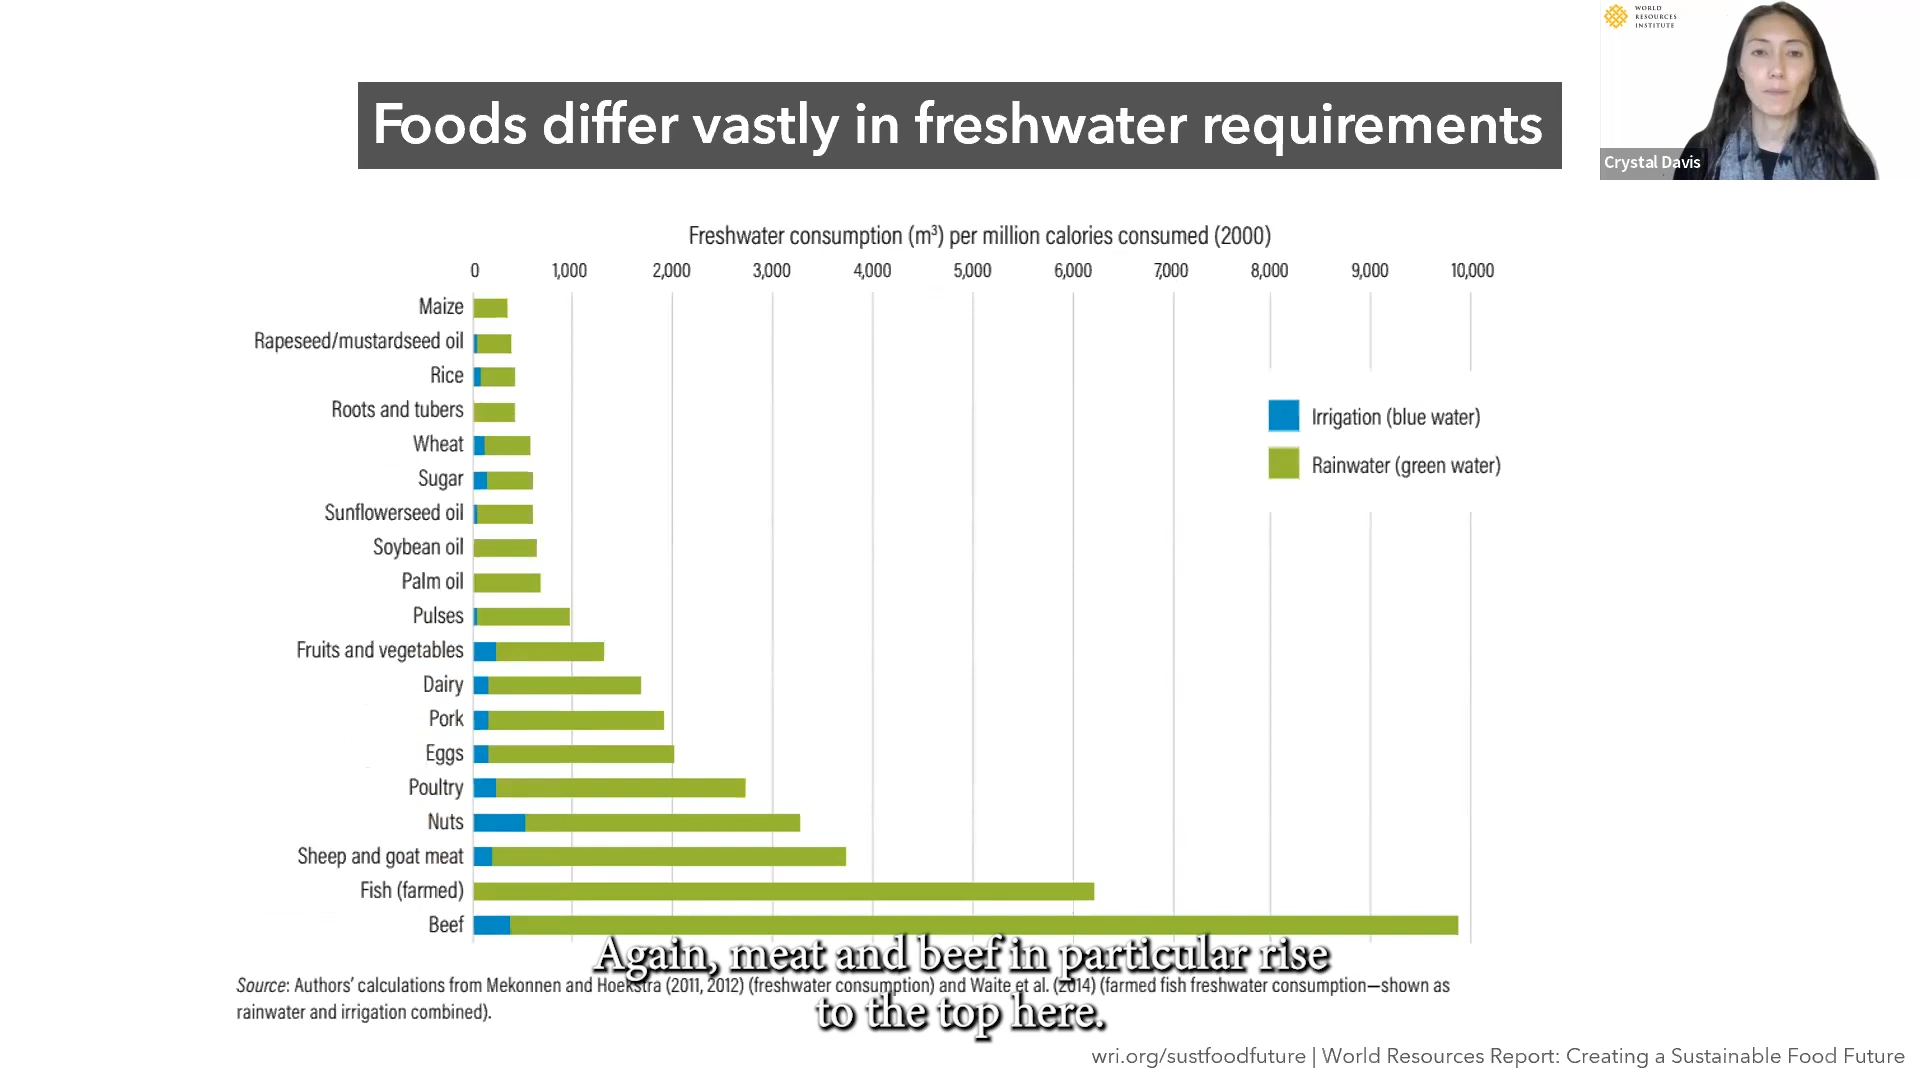 WORLD
RESOURCES
INSTITUTE
Foods differ vastly in freshwater requirements
Crystal Davis
Freshwater consumption (m³) per million calories consumed (2000)
0 1,000 2,000 3,000 4,000 5,000 6,000 7,000 8,000 9,000 10,000
Maize
Rapeseed/mustardseed oil
Rice
Roots and tubers
Wheat
Sugar
Sunflowerseed oil
Soybean oil
Palm oil
Pulses
Fruits and vegetables
Dairy
Pork
Eggs
Poultry
Nuts
Sheep and goat meat
Fish (farmed)
Beef
Irrigation (blue water)
Rainwater (green water)
Again, meat and beef in particular rise
to the top here.
Source: Authors' calculations from Mekonnen and Hoekstra (2011, 2012) (freshwater consumption) and Waite et al. (2014) (farmed fish freshwater consumption—shown as
rainwater and irrigation combined).
wri.org/sustfoodfuture | World Resources Report: Creating a Sustainable Food Future